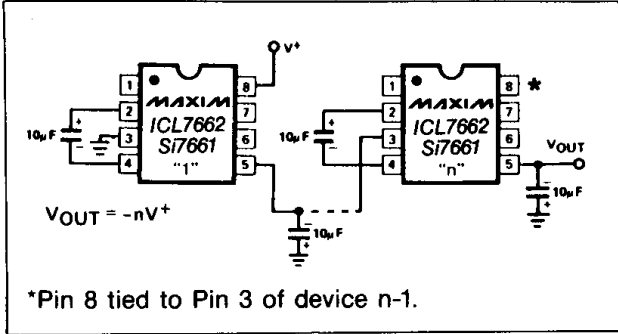 V+
1
2
3
4
8
7
6
5
MAXIM
ICL7662
Si7661
"1"
10µF
+
−
VOUT = -nV+
−
10µF
+
1
2
3
4
8
7
6
5
*
MAXIM
ICL7662
Si7661
"n"
10µF
+
−
VOUT
−
10µF
+
*Pin 8 tied to Pin 3 of device n-1.